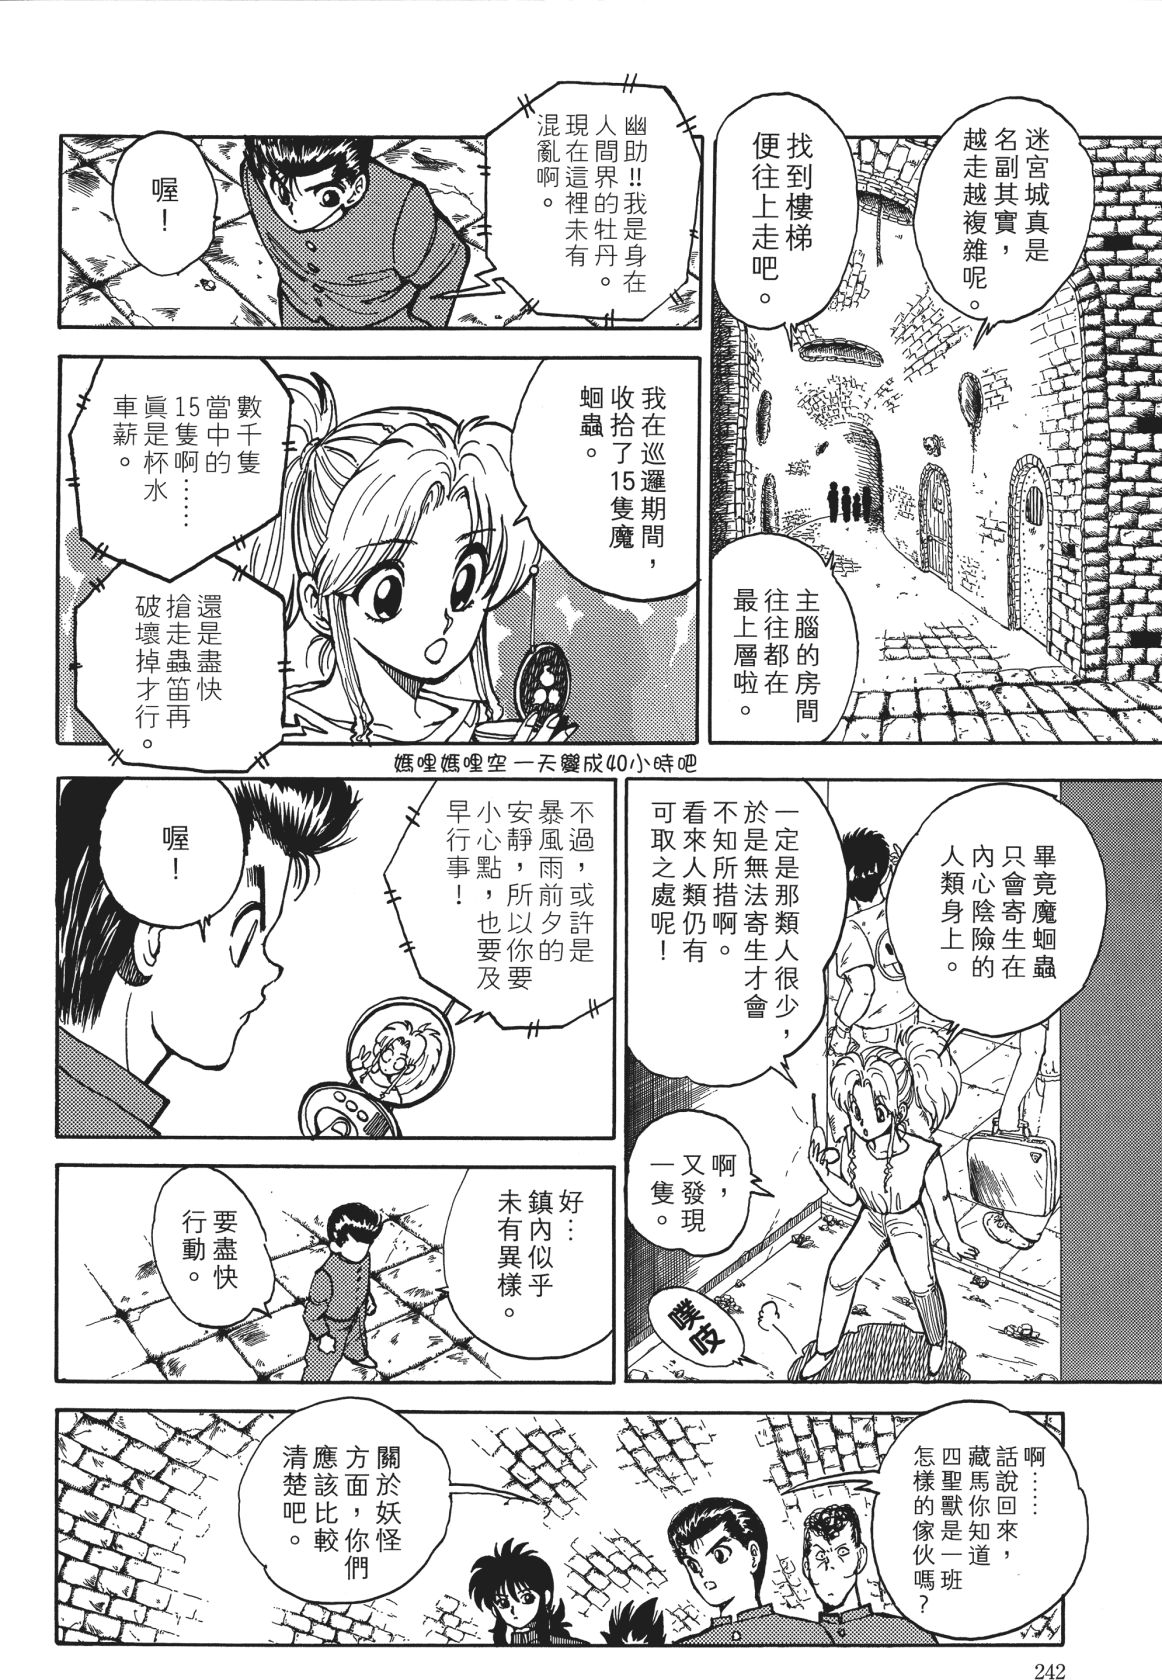 迷宮城真是
名副其實，
越走越複雜呢。
找到樓梯
便往上走吧。
主腦的房間
往往都在
最上層啦。
幽助!!我是身在
人間界的牡丹。
現在這裡未有
混亂啊。
喔！
我在巡邏期間，
收拾了15隻魔
蛔蟲。
數千隻
當中的
15隻啊……
眞是杯水
車薪。
還是盡快
搶走蟲笛再
破壞掉才行。
媽哩媽哩空 一天變成40小時吧
畢竟魔蛔蟲
只會寄生在
內心陰險的
人類身上。
一定是那類人很少，
於是無法寄生才會
不知所措啊。
看來人類仍有
可取之處呢！
啊，
又發現
一隻。
噗吱
不過，或許是
暴風雨前夕的
安靜，所以你要
小心點，也要及
早行事！
喔！
好…
鎮內似乎
未有異樣。
要盡快
行動。
啊……
話說回來，
藏馬你知道
四聖獸是一班
怎樣的傢伙嗎？
關於妖怪
方面，你們
應該比較
清楚吧。
242